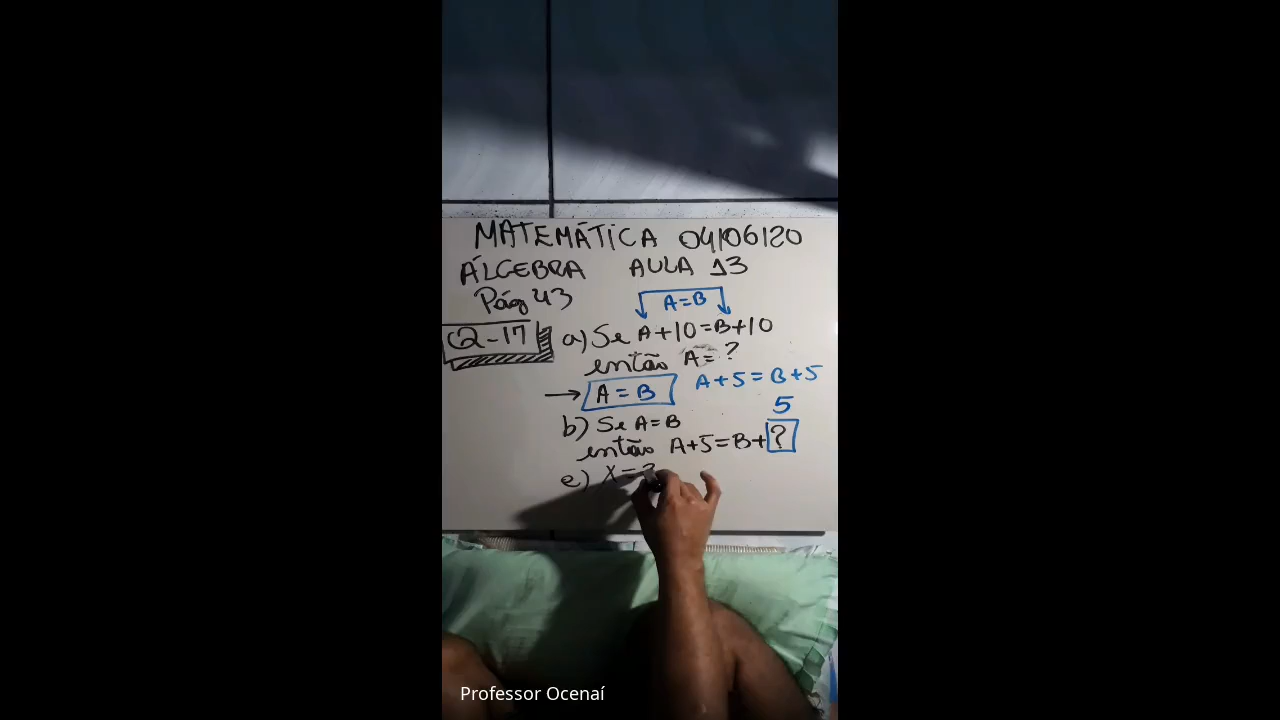 MATEMÁTICA 04/06/20
ÁLGEBRA AULA 13
Pág 43
A=B
Q-17 a) Se A+10=B+10
então A=?
→ A = B A+5=B+5
5
b) Se A=B
então A+5=B+?
e) X=?
Professor Ocenaí